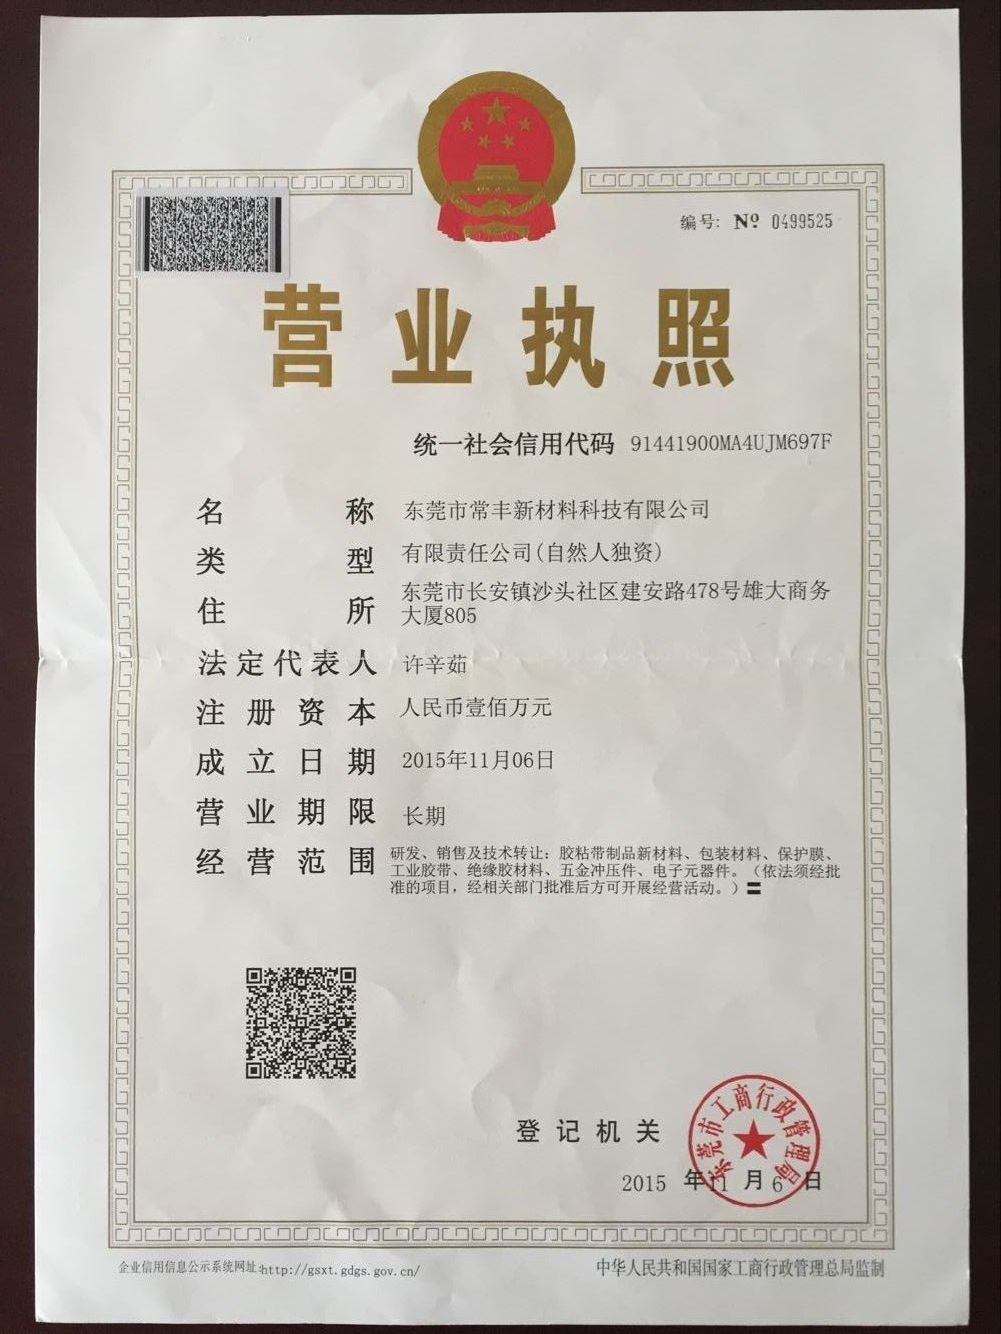 编号: Nº 0499525
营业执照
统一社会信用代码 91441900MA4UJM697F
名称 东莞市常丰新材料科技有限公司
类型 有限责任公司(自然人独资)
住所 东莞市长安镇沙头社区建安路478号雄大商务
大厦805
法定代表人 许辛茹
注册资本 人民币壹佰万元
成立日期 2015年11月06日
营业期限 长期
经营范围 研发、销售及技术转让: 胶粘带制品新材料、包装材料、保护膜、
工业胶带、绝缘胶材料、五金冲压件、电子元器件。(依法须经批
准的项目, 经相关部门批准后方可开展经营活动。)〓
登记机关
东莞市工商行政管理局
2015 年 11 月 6 日
企业信用信息公示系统网址:http://gsxt.gdgs.gov.cn/
中华人民共和国国家工商行政管理总局监制